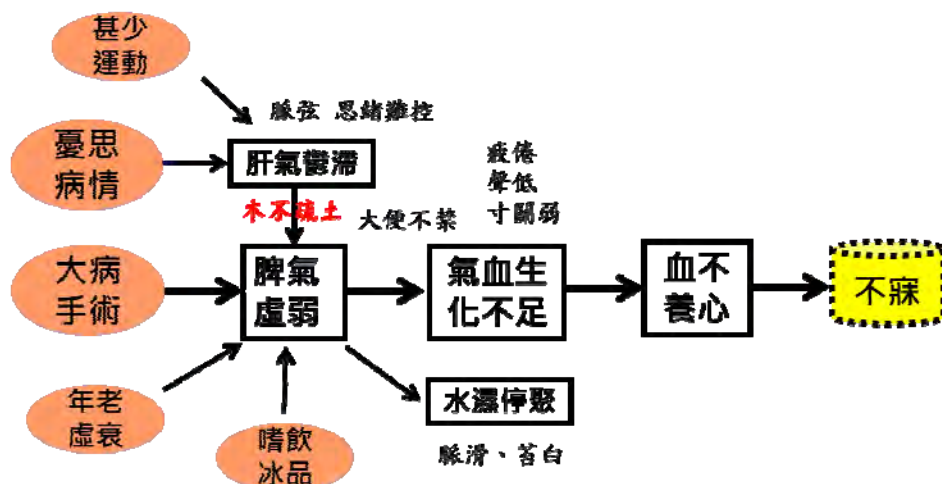 甚少
運動
脈弦 思緒難控
憂思
病情
肝氣鬱滯
疲倦
聲低
寸關弱
木不疏土
大便不禁
大病
手術
脾氣
虛弱
氣血生
化不足
血不
養心
不寐
年老
虛衰
嗜飲
冰品
水濕停聚
脈滑、苔白